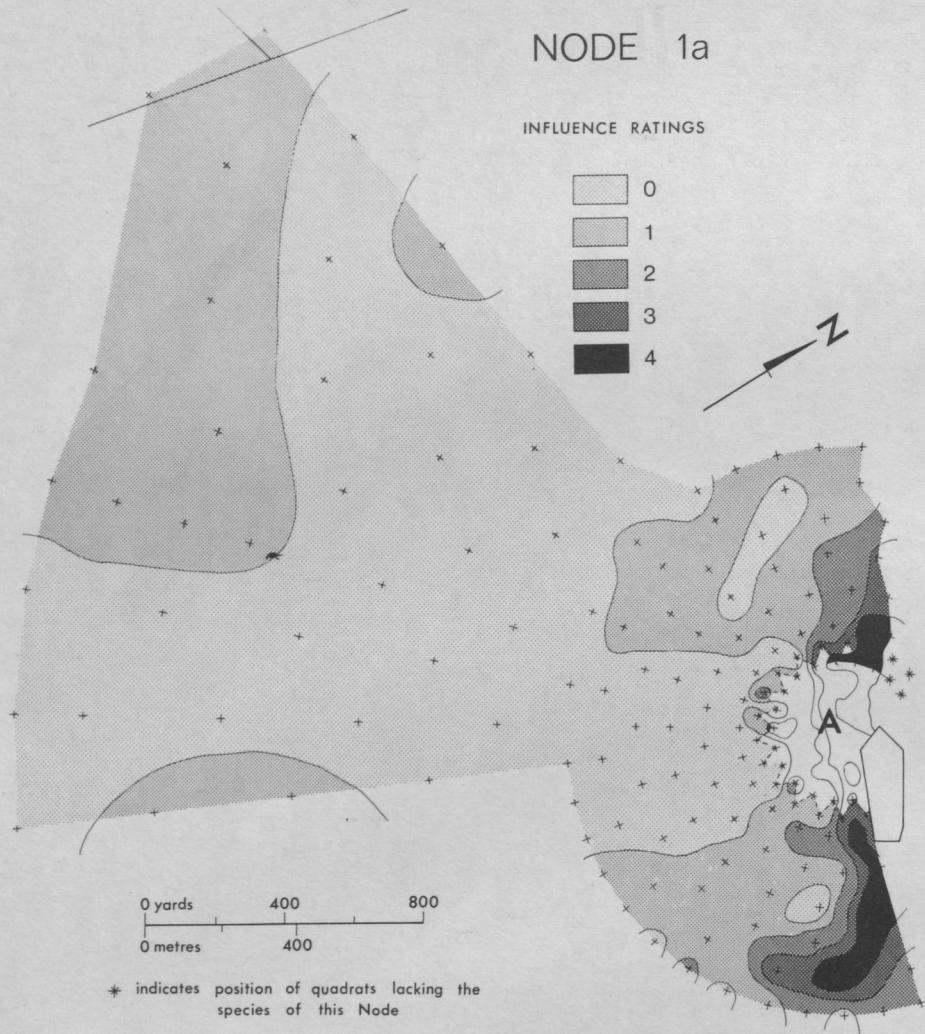 NODE 1a
INFLUENCE RATINGS
0
1
2
3
4
N
A
0 yards 400 800
0 metres 400
* indicates position of quadrats lacking the
species of this Node